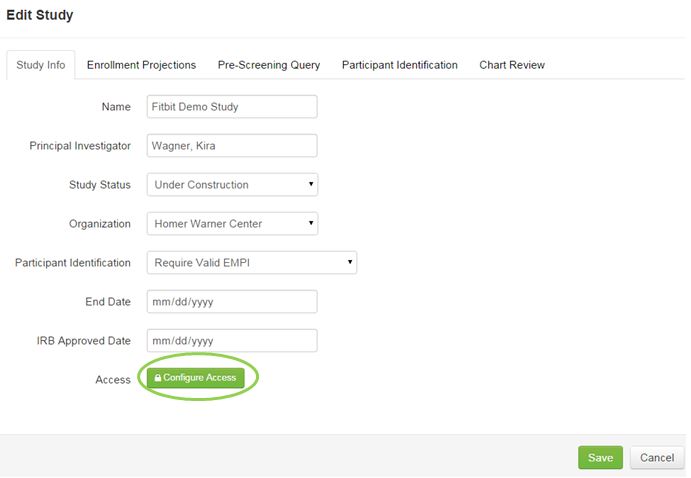 Edit Study
Study Info Enrollment Projections Pre-Screening Query Participant Identification Chart Review
Name Fitbit Demo Study
Principal Investigator Wagner, Kira
Study Status Under Construction
Organization Homer Warner Center
Participant Identification Require Valid EMPI
End Date mm/dd/yyyy
IRB Approved Date mm/dd/yyyy
Access Configure Access
Save Cancel